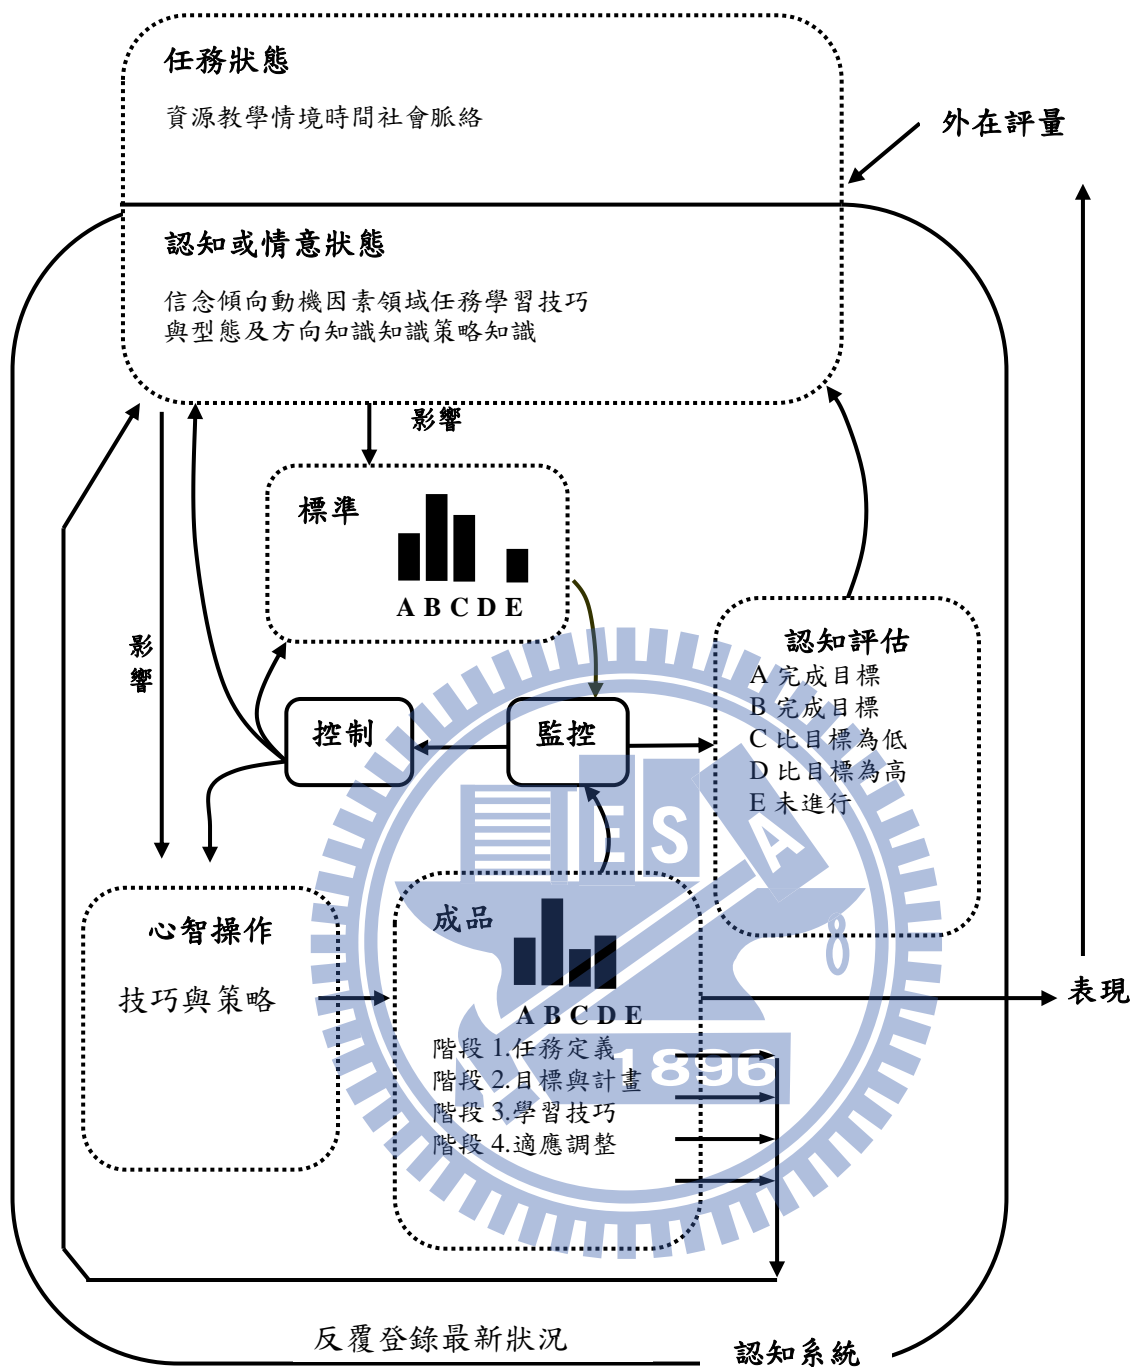 任務狀態
資源教學情境時間社會脈絡
外在評量
認知或情意狀態
信念傾向動機因素領域任務學習技巧
與型態及方向知識知識策略知識
影響
標準
A B C D E
影響
認知評估
A 完成目標
B 完成目標
C 比目標為低
D 比目標為高
E 未進行
控制
監控
心智操作
技巧與策略
成品
A B C D E
階段 1.任務定義
階段 2.目標與計畫
階段 3.學習技巧
階段 4.適應調整
表現
ESA
1896
反覆登錄最新狀況
認知系統